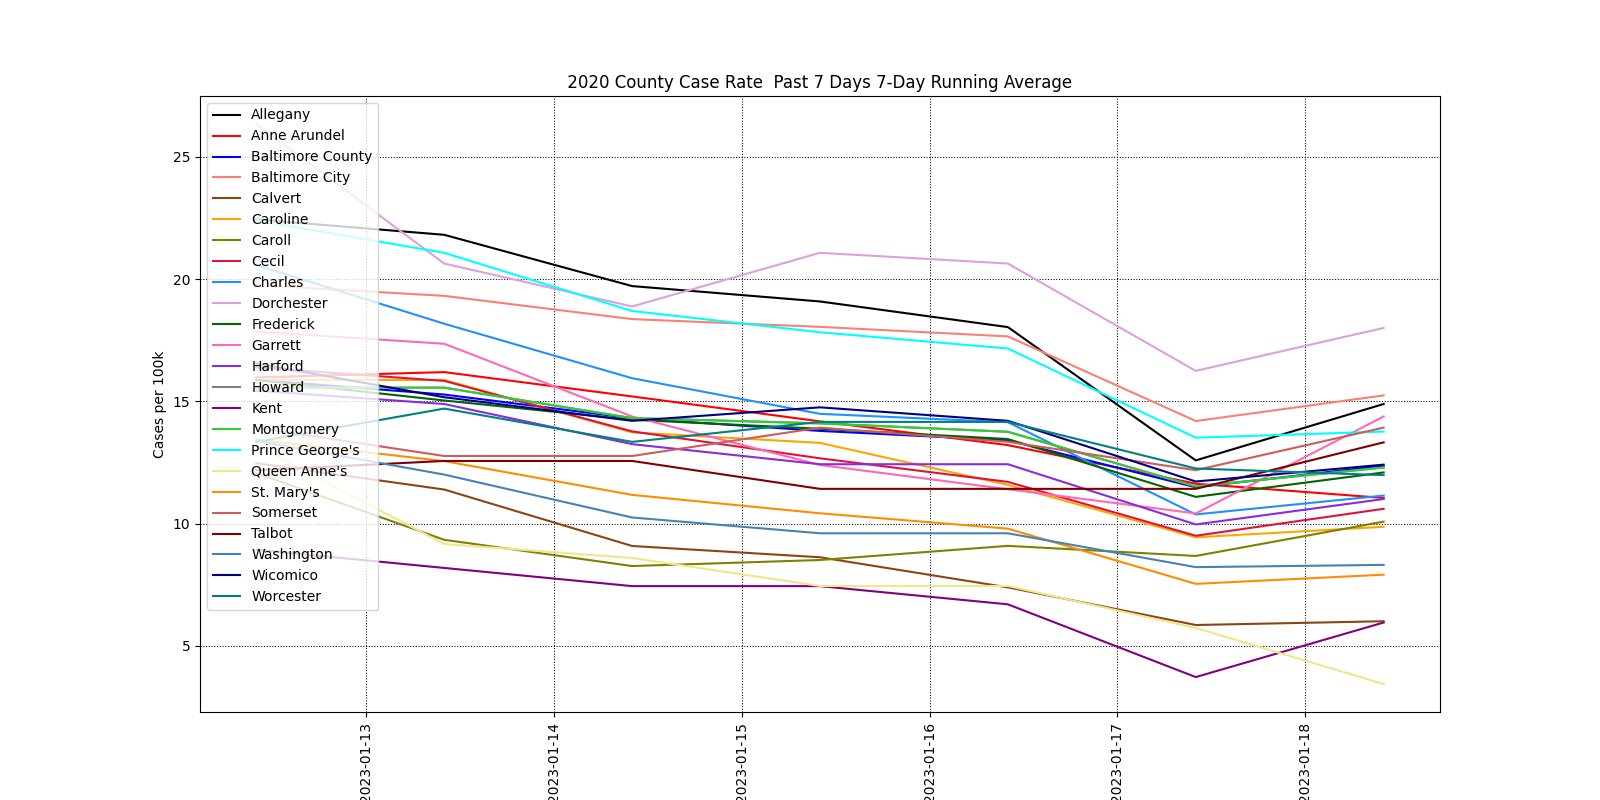 2020 County Case Rate  Past 7 Days 7-Day Running Average
Cases per 100k
25
20
15
10
5
Allegany
Anne Arundel
Baltimore County
Baltimore City
Calvert
Caroline
Caroll
Cecil
Charles
Dorchester
Frederick
Garrett
Harford
Howard
Kent
Montgomery
Prince George's
Queen Anne's
St. Mary's
Somerset
Talbot
Washington
Wicomico
Worcester
2023-01-13
2023-01-14
2023-01-15
2023-01-16
2023-01-17
2023-01-18